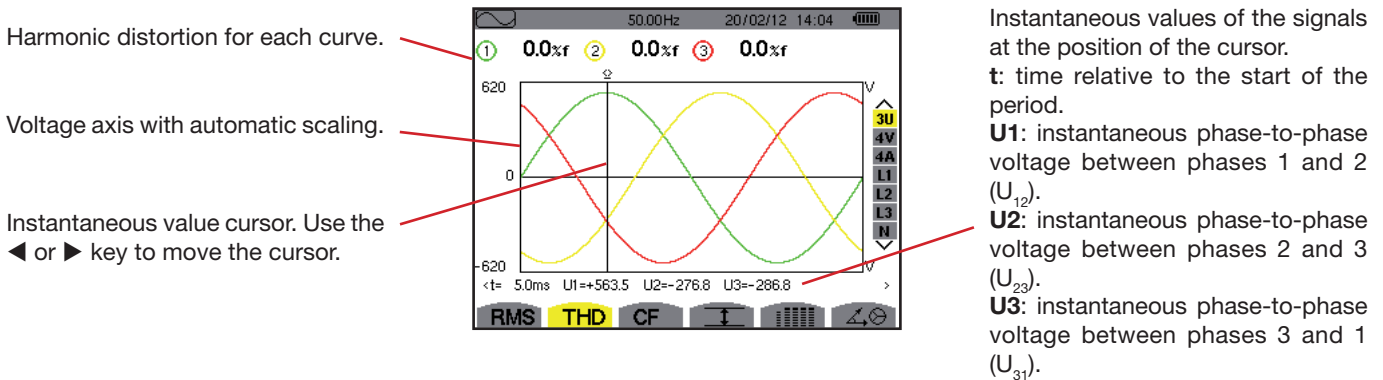 Harmonic distortion for each curve.
Voltage axis with automatic scaling.
Instantaneous value cursor. Use the
◄ or ► key to move the cursor.
50.00Hz 20/02/12 14:04
1 0.0%f 2 0.0%f 3 0.0%f
620 V
0
-620 V
3U
4V
4A
L1
L2
L3
N
<t= 5.0ms U1=+563.5 U2=-276.8 U3=-286.8 >
RMS THD CF
Instantaneous values of the signals
at the position of the cursor.
t: time relative to the start of the
period.
U1: instantaneous phase-to-phase
voltage between phases 1 and 2
(U₁₂).
U2: instantaneous phase-to-phase
voltage between phases 2 and 3
(U₂₃).
U3: instantaneous phase-to-phase
voltage between phases 3 and 1
(U₃₁).